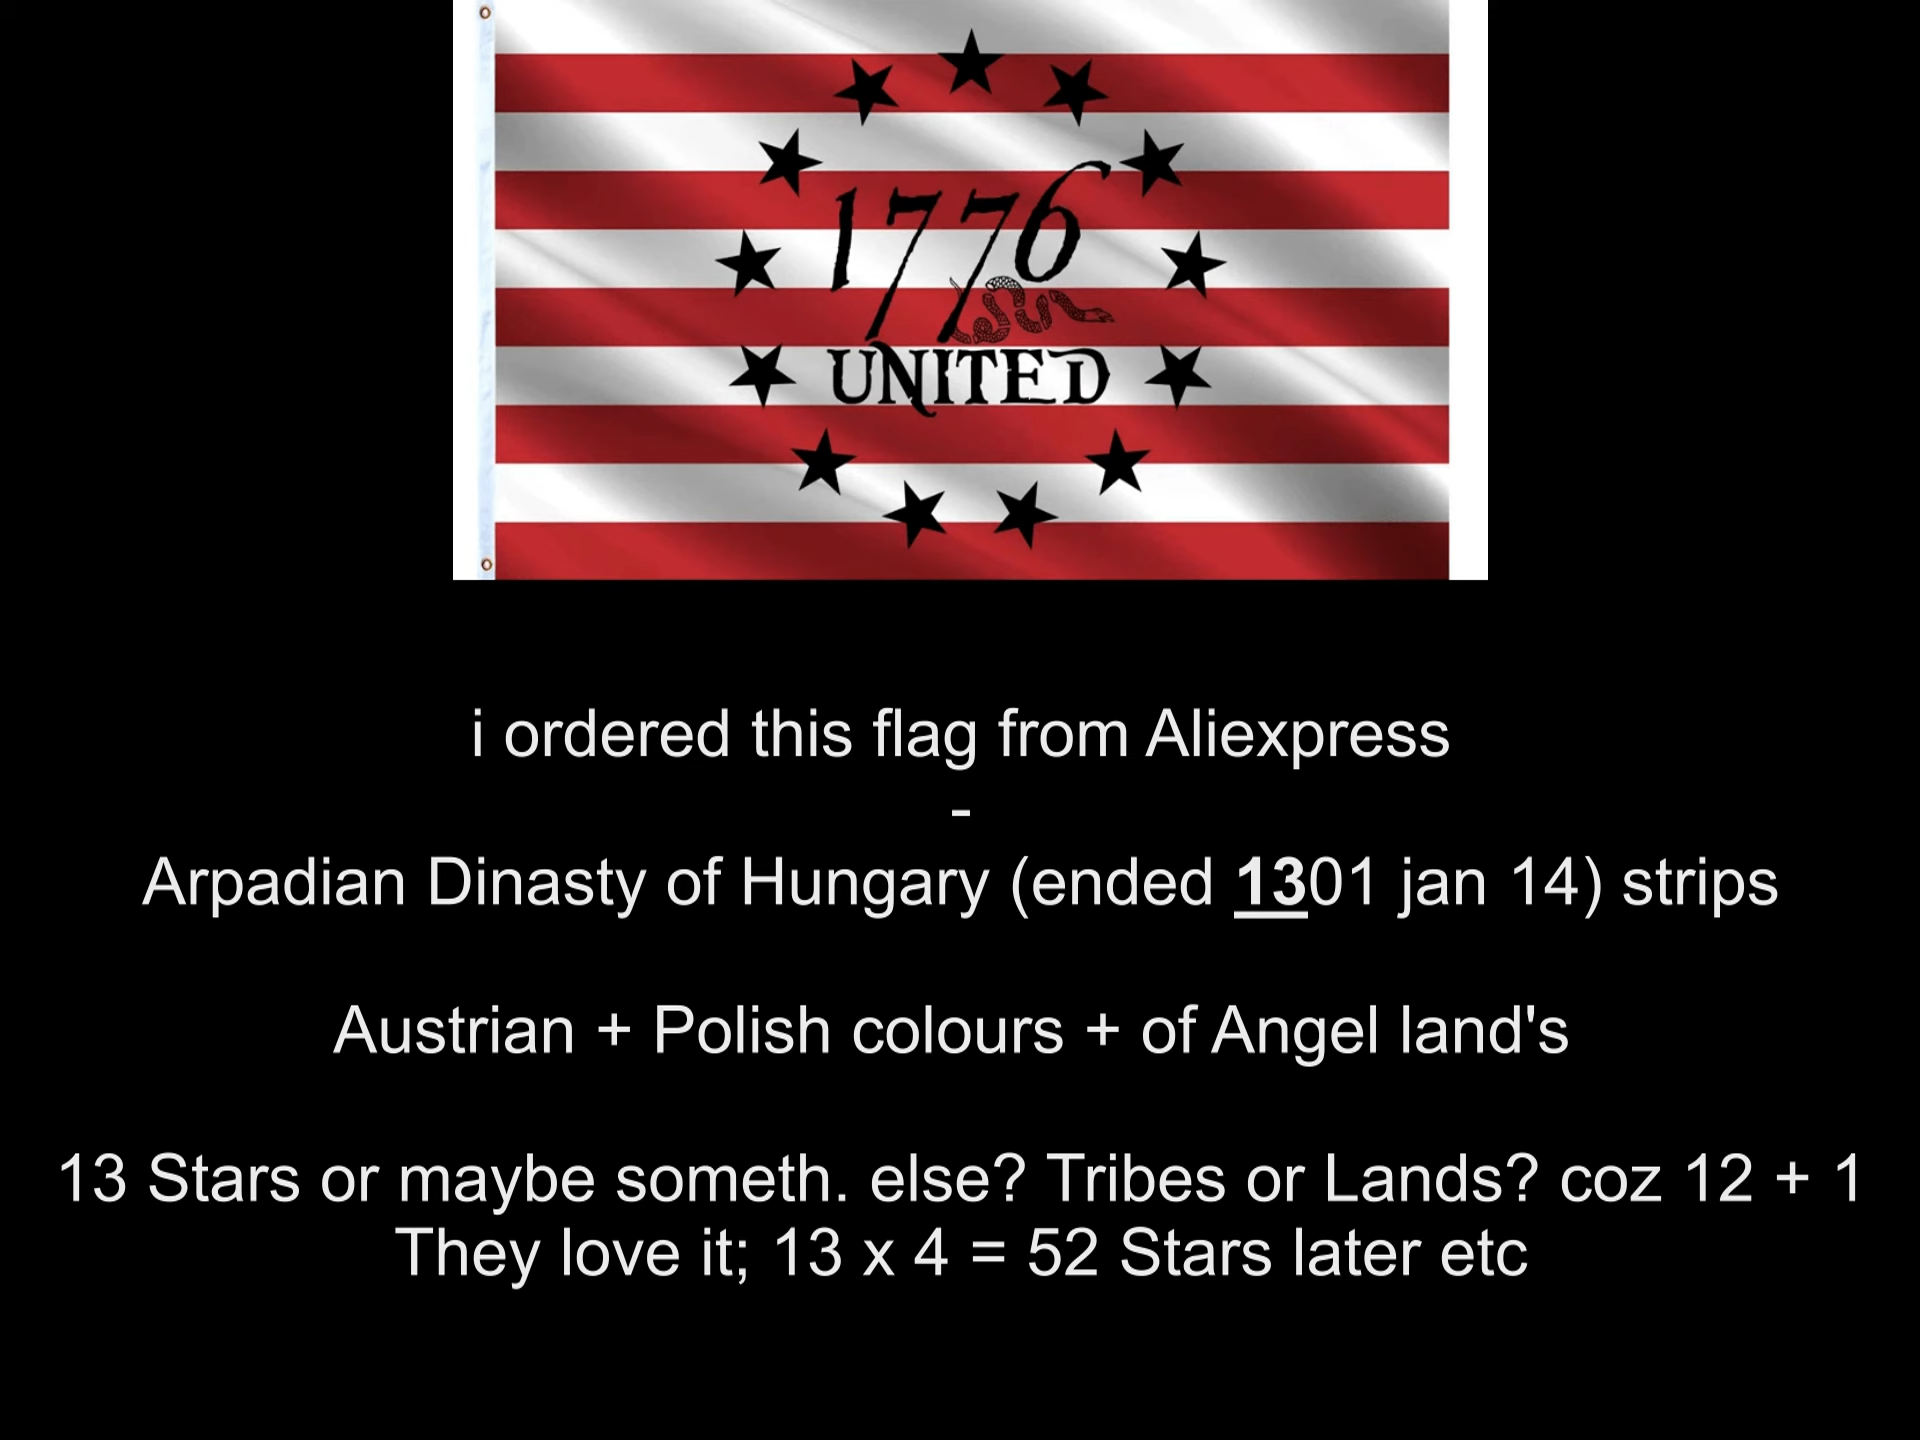 1776
UNITED
i ordered this flag from Aliexpress
-
Arpadian Dinasty of Hungary (ended 1301 jan 14) strips
Austrian + Polish colours + of Angel land's
13 Stars or maybe someth. else? Tribes or Lands? coz 12 + 1
They love it; 13 x 4 = 52 Stars later etc